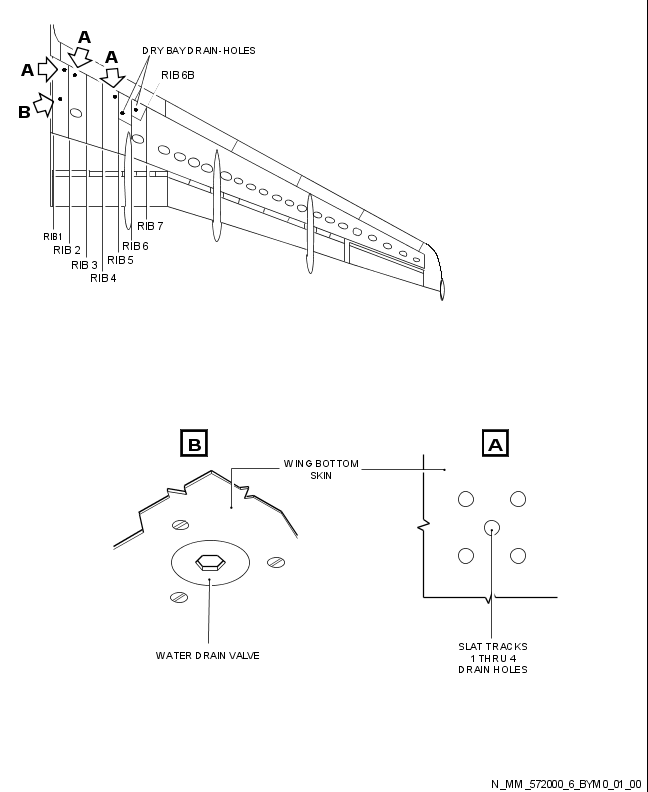 A
A
DRY BAY DRAIN-HOLES
A
RIB 6B
B
RIB 7
RIB1
RIB 6
RIB 2
RIB 5
RIB 3
RIB 4
B
A
WING BOTTOM
SKIN
WATER DRAIN VALVE
SLAT TRACKS
1 THRU 4
DRAIN HOLES
N_MM_572000_6_BYM0_01_00